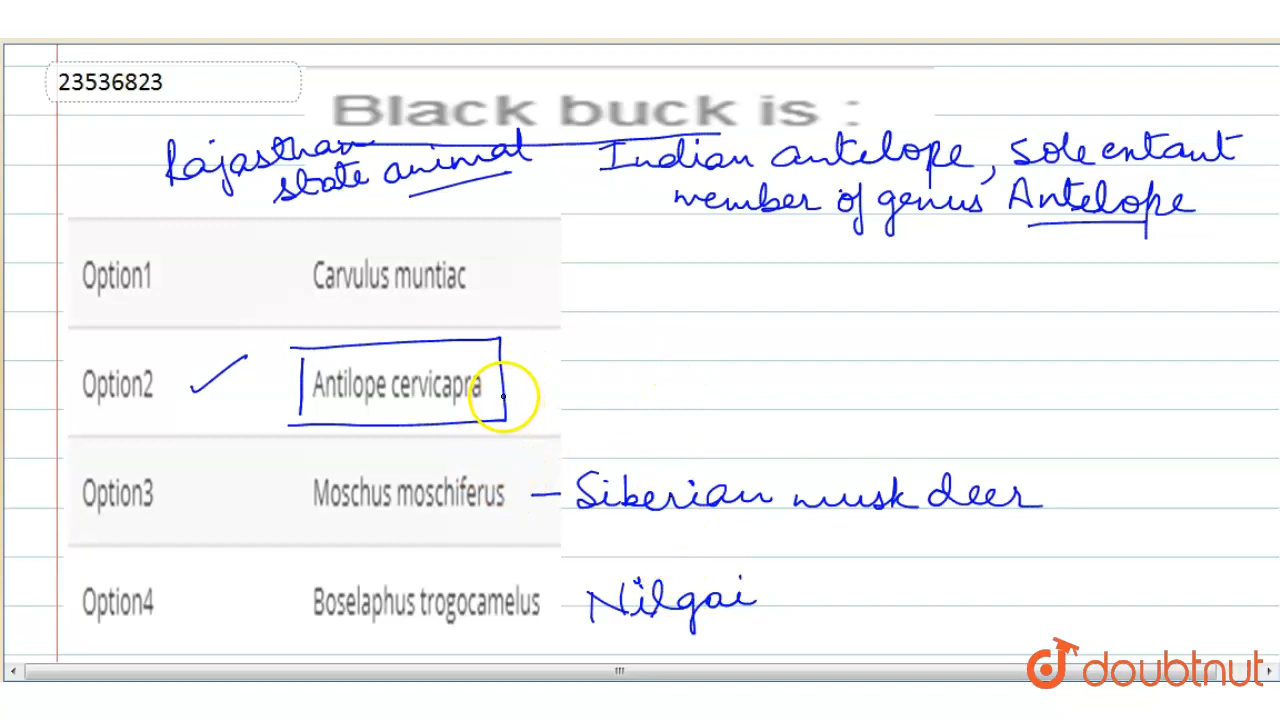 23536823
Black buck is :
Rajasthan
state animal
Indian antelope, sole extant
member of genus Antelope
Option1 Carvulus muntiac
Option2 Antilope cervicapra
Option3 Moschus moschiferus – Siberian musk deer
Option4 Boselaphus trogocamelus Nilgai
doubtnut